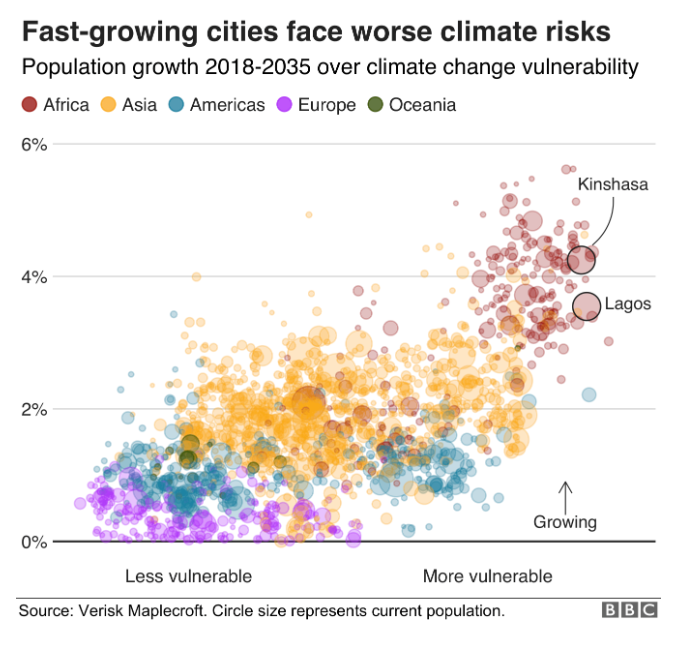 Fast-growing cities face worse climate risks
Population growth 2018-2035 over climate change vulnerability
Africa Asia Americas Europe Oceania
6%
Kinshasa
4%
Lagos
2%
Growing
0%
Less vulnerable More vulnerable
Source: Verisk Maplecroft. Circle size represents current population. BBC